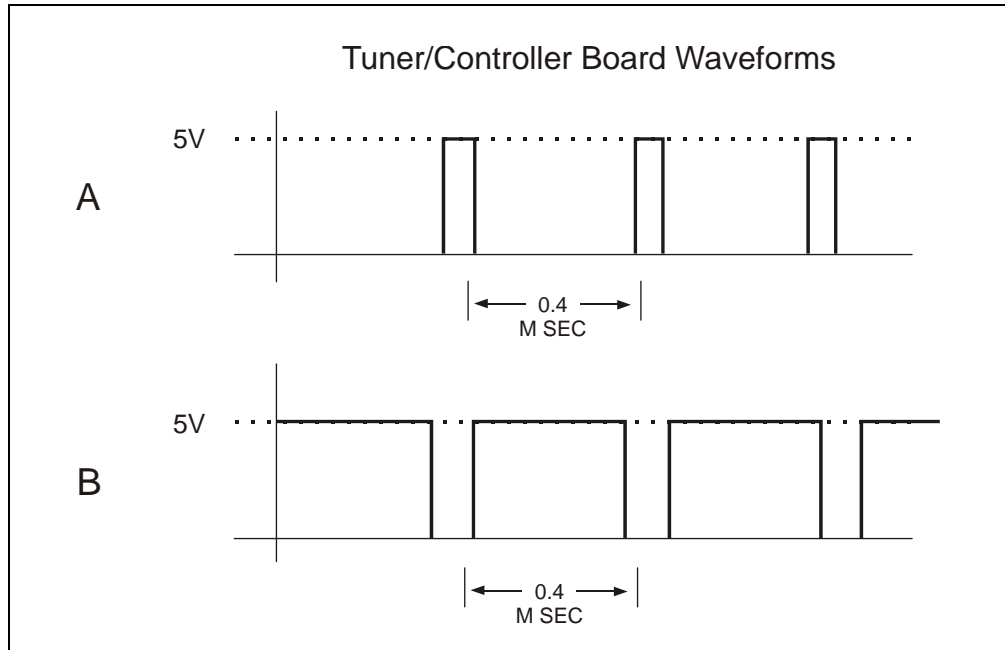 Tuner/Controller Board Waveforms
5V
A
0.4
M SEC
5V
B
0.4
M SEC